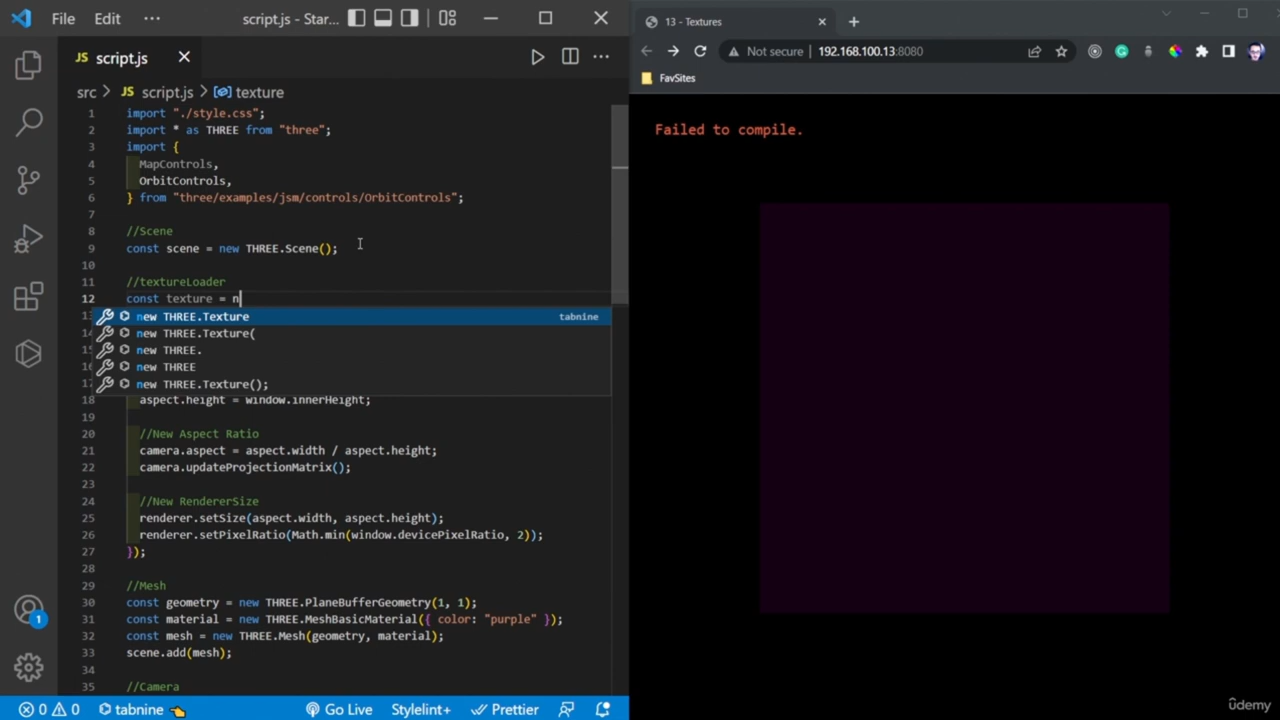 File Edit ··· script.js - Star...
JS script.js
src > JS script.js > texture
1 import "./style.css";
2 import * as THREE from "three";
3 import {
4 MapControls,
5 OrbitControls,
6 } from "three/examples/jsm/controls/OrbitControls";
7
8 //Scene
9 const scene = new THREE.Scene();
10
11 //textureLoader
12 const texture = n
new THREE.Texture tabnine
new THREE.Texture(
new THREE.
new THREE
new THREE.Texture();
18 aspect.height = window.innerHeight;
19
20 //New Aspect Ratio
21 camera.aspect = aspect.width / aspect.height;
22 camera.updateProjectionMatrix();
23
24 //New RendererSize
25 renderer.setSize(aspect.width, aspect.height);
26 renderer.setPixelRatio(Math.min(window.devicePixelRatio, 2));
27 });
28
29 //Mesh
30 const geometry = new THREE.PlaneBufferGeometry(1, 1);
31 const material = new THREE.MeshBasicMaterial({ color: "purple" });
32 const mesh = new THREE.Mesh(geometry, material);
33 scene.add(mesh);
34
35 //Camera
1
0 0 tabnine Go Live Stylelint+ Prettier
13 - Textures
Not secure 192.168.100.13:8080
FavSites
Failed to compile.
ûdemy